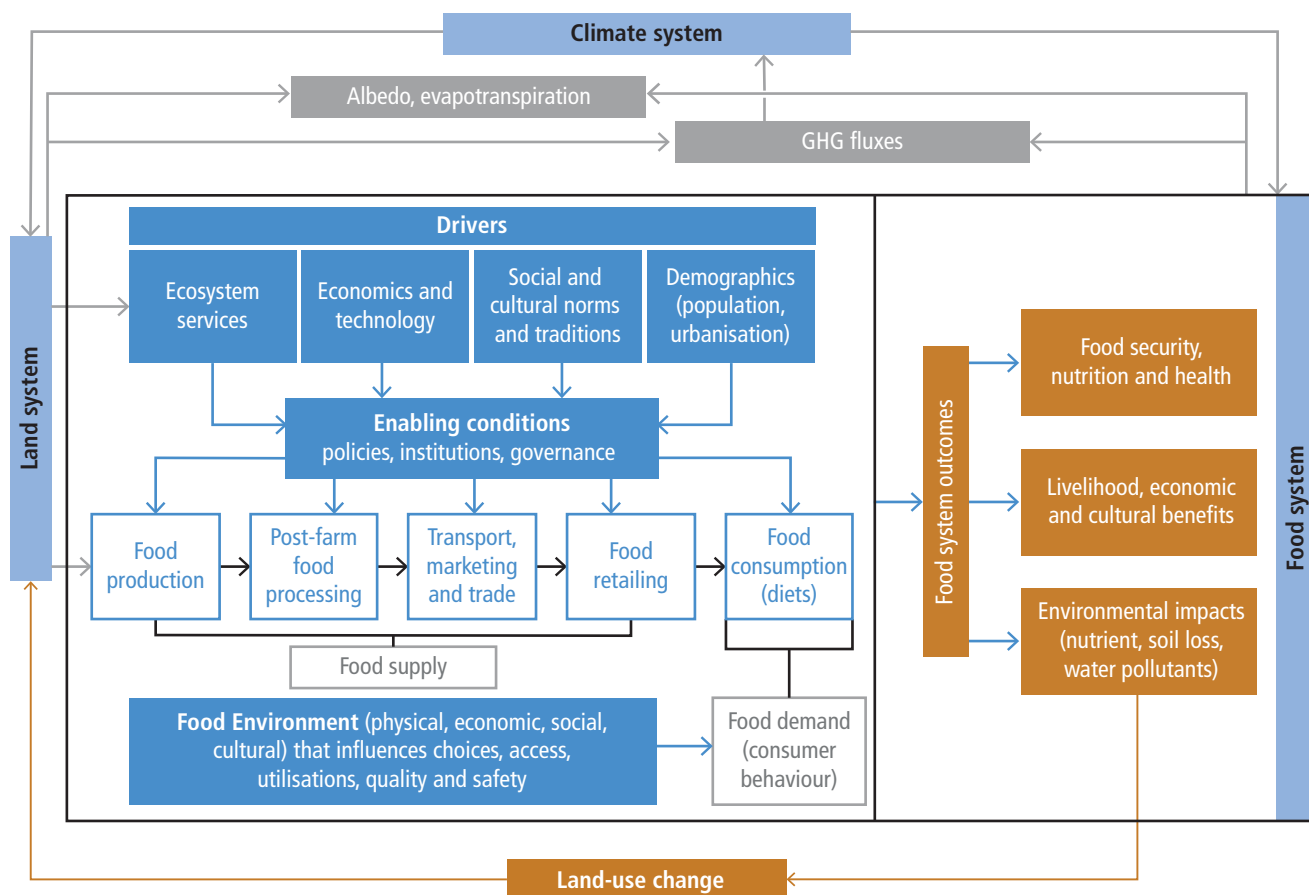 Climate system
Albedo, evapotranspiration
GHG fluxes
Land system
Drivers
Ecosystem
services
Economics and
technology
Social and
cultural norms
and traditions
Demographics
(population,
urbanisation)
Enabling conditions
policies, institutions, governance
Food
production
Post-farm
food
processing
Transport,
marketing
and trade
Food
retailing
Food
consumption
(diets)
Food supply
Food Environment (physical, economic, social,
cultural) that influences choices, access,
utilisations, quality and safety
Food demand
(consumer
behaviour)
Food system outcomes
Food security,
nutrition and health
Livelihood, economic
and cultural benefits
Environmental impacts
(nutrient, soil loss,
water pollutants)
Food system
Land-use change